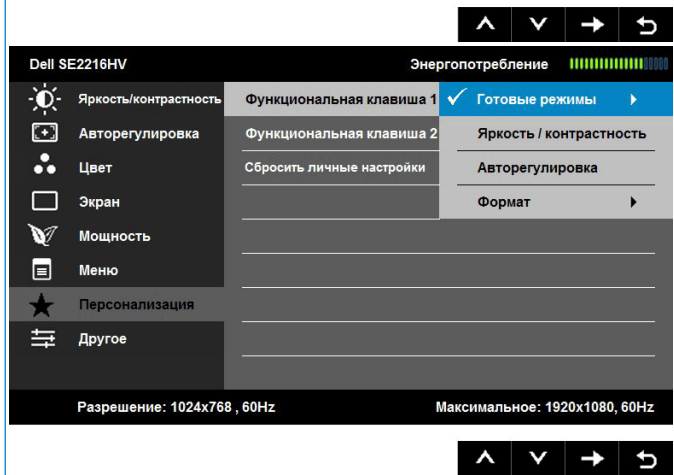 Dell SE2216HV Энергопотребление
Яркость/контрастность Функциональная клавиша 1 Готовые режимы
Авторегулировка Функциональная клавиша 2 Яркость / контрастность
Цвет Сбросить личные настройки Авторегулировка
Экран Формат
Мощность
Меню
Персонализация
Другое
Разрешение: 1024x768 , 60Hz Максимальное: 1920x1080, 60Hz